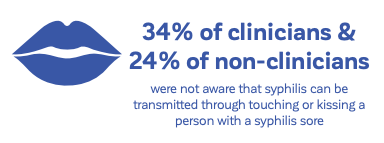 34% of clinicians &
24% of non-clinicians
were not aware that syphilis can be
transmitted through touching or kissing a
person with a syphilis sore